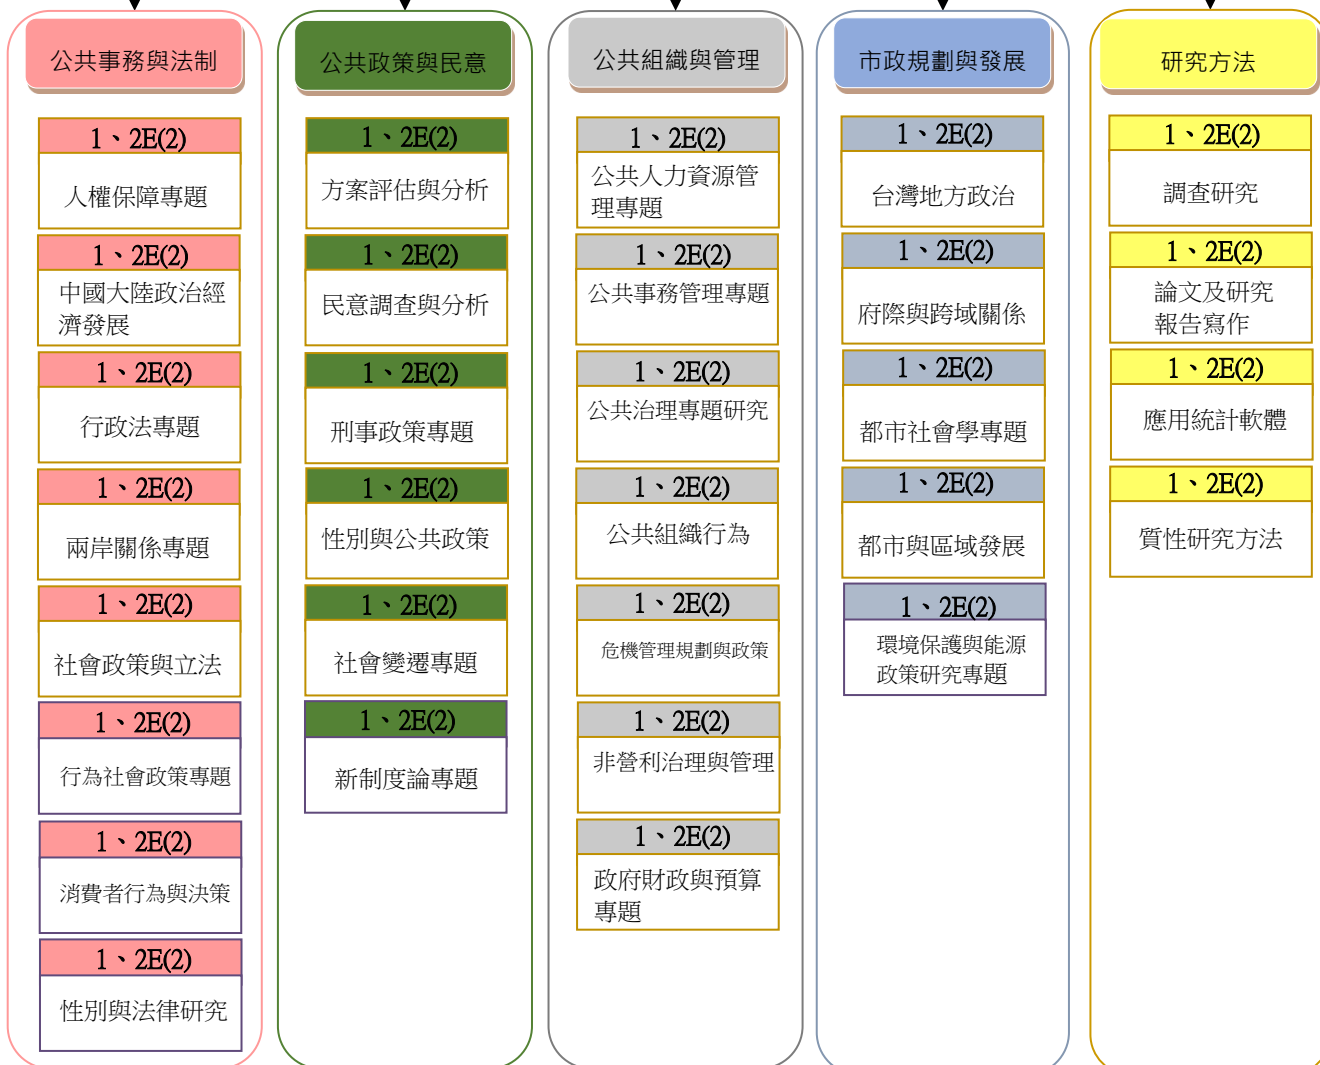 公共事務與法制
1、2E(2)
人權保障專題
1、2E(2)
中國大陸政治經
濟發展
1、2E(2)
行政法專題
1、2E(2)
兩岸關係專題
1、2E(2)
社會政策與立法
1、2E(2)
行為社會政策專題
1、2E(2)
消費者行為與決策
1、2E(2)
性別與法律研究
公共政策與民意
1、2E(2)
方案評估與分析
1、2E(2)
民意調查與分析
1、2E(2)
刑事政策專題
1、2E(2)
性別與公共政策
1、2E(2)
社會變遷專題
1、2E(2)
新制度論專題
公共組織與管理
1、2E(2)
公共人力資源管
理專題
1、2E(2)
公共事務管理專題
1、2E(2)
公共治理專題研究
1、2E(2)
公共組織行為
1、2E(2)
危機管理規劃與政策
1、2E(2)
非營利治理與管理
1、2E(2)
政府財政與預算
專題
市政規劃與發展
1、2E(2)
台灣地方政治
1、2E(2)
府際與跨域關係
1、2E(2)
都市社會學專題
1、2E(2)
都市與區域發展
1、2E(2)
環境保護與能源
政策研究專題
研究方法
1、2E(2)
調查研究
1、2E(2)
論文及研究
報告寫作
1、2E(2)
應用統計軟體
1、2E(2)
質性研究方法